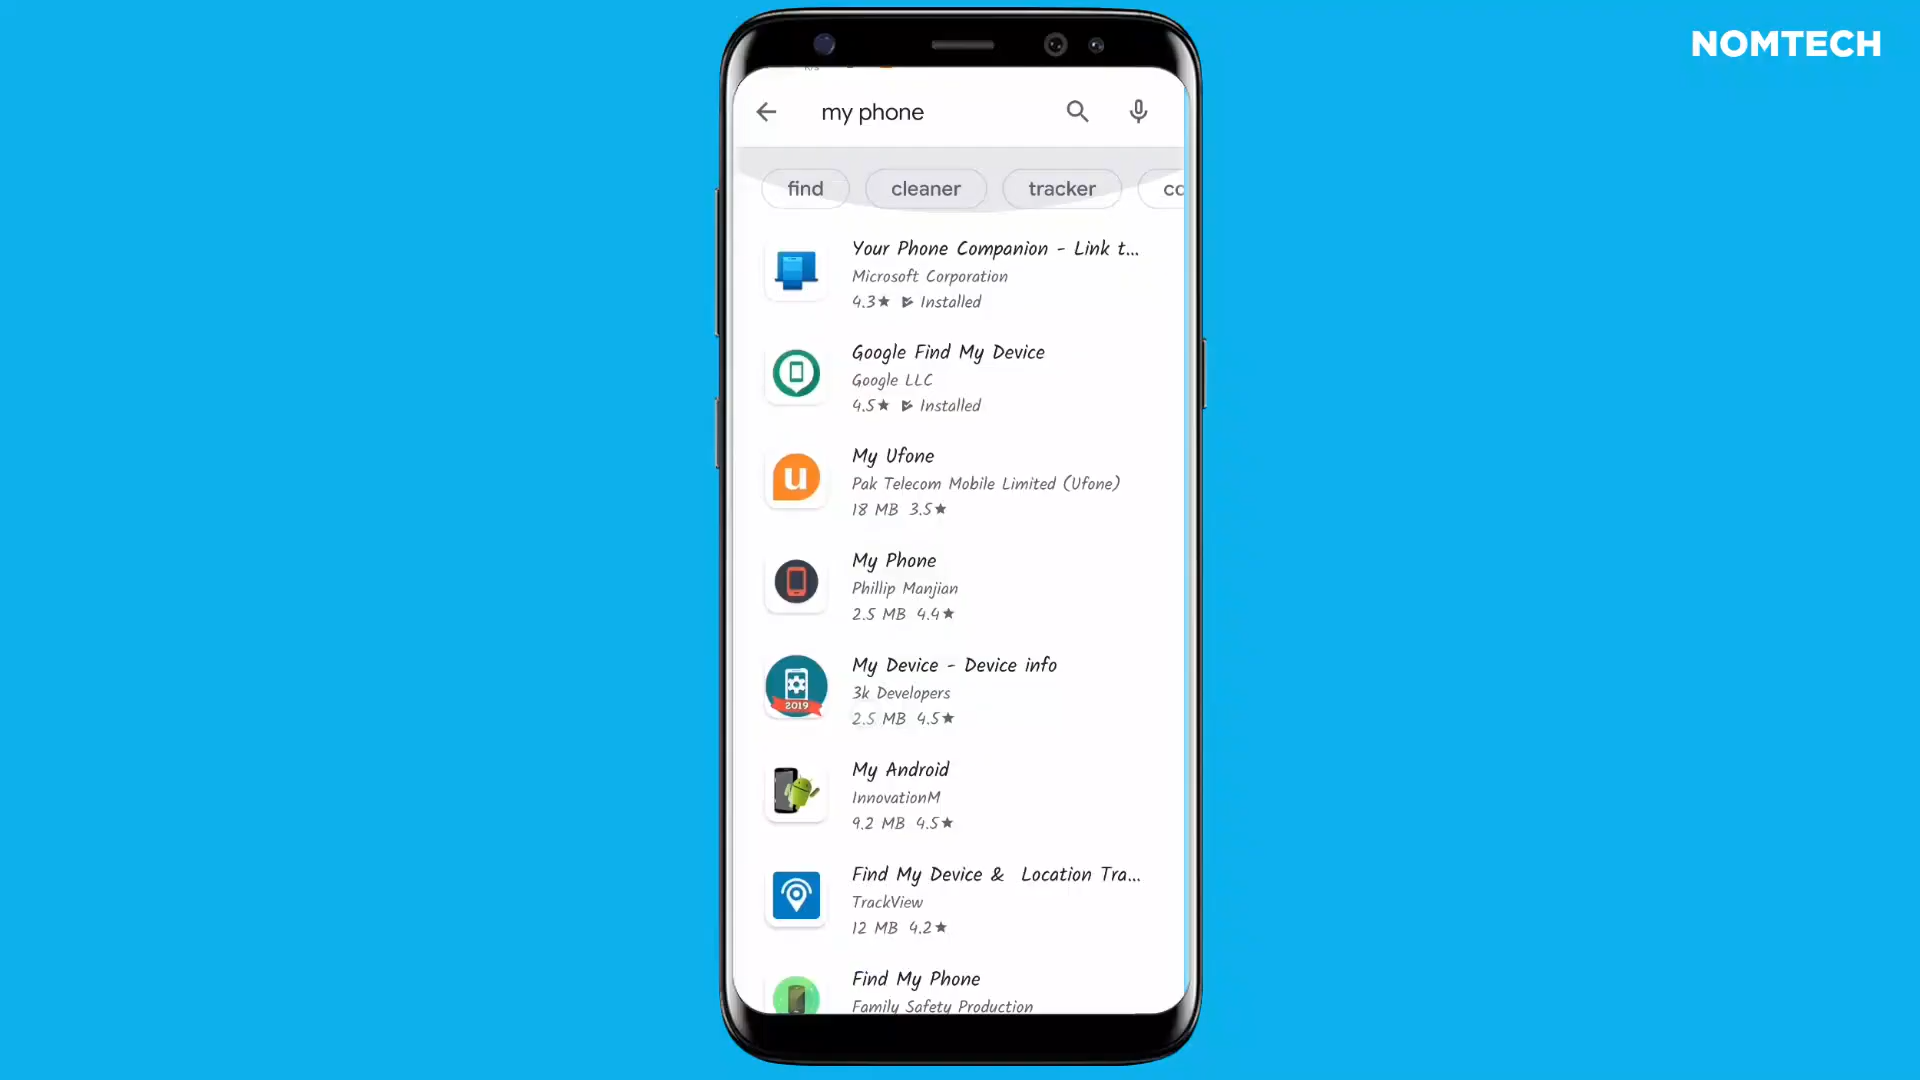 NOMTECH
my phone
find cleaner tracker
Your Phone Companion - Link t...
Microsoft Corporation
4.3★ Installed
Google Find My Device
Google LLC
4.5★ Installed
u
My Ufone
Pak Telecom Mobile Limited (Ufone)
18 MB 3.5★
My Phone
Phillip Manjian
2.5 MB 4.4★
2019
My Device - Device info
3k Developers
2.5 MB 4.5★
My Android
InnovationM
9.2 MB 4.5★
Find My Device & Location Tra...
TrackView
12 MB 4.2★
Find My Phone
Family Safety Production